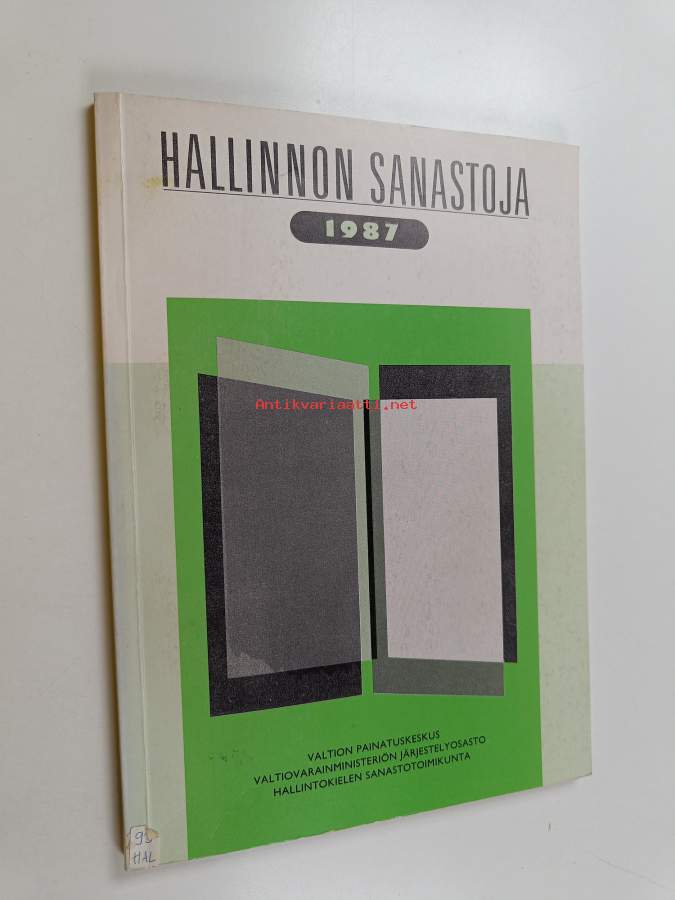 HALLINNON SANASTOJA
1987
Antikvariaatti.net
VALTION PAINATUSKESKUS
VALTIOVARAINMINISTERIÖN JÄRJESTELYOSASTO
HALLINTOKIELEN SANASTOTOIMIKUNTA
HAL